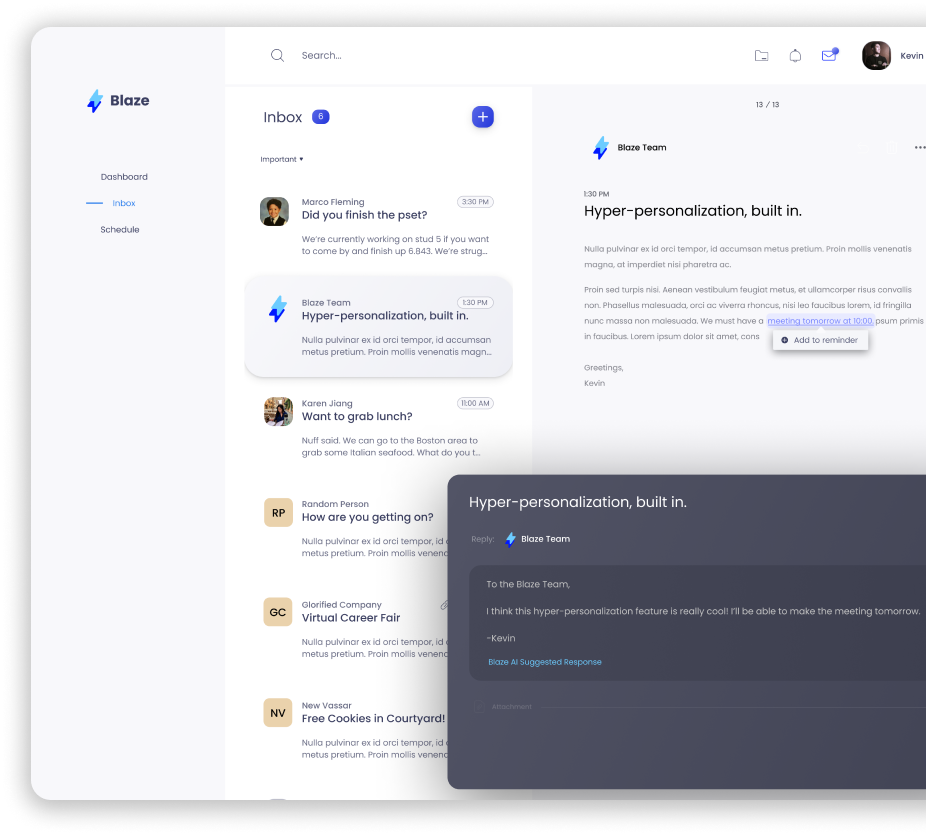 Search...
Kevin
Blaze
Dashboard
Inbox
Schedule
Inbox 6
Important
Marco Fleming 3:30 PM
Did you finish the pset?
We're currently working on stud 5 if you want
to come by and finish up 6.843. We're strug...
Blaze Team 1:30 PM
Hyper-personalization, built in.
Nulla pulvinar ex id orci tempor, id accumsan
metus pretium. Proin mollis venenatis magn...
Karen Jiang 11:00 AM
Want to grab lunch?
Nuff said. We can go to the Boston area to
grab some Italian seafood. What do you t...
RP
Random Person
How are you getting on?
Nulla pulvinar ex id orci tempor, id
metus pretium. Proin mollis venen
GC
Glorified Company
Virtual Career Fair
Nulla pulvinar ex id orci tempor, id
metus pretium. Proin mollis venen
NV
New Vassar
Free Cookies in Courtyard!
Nulla pulvinar ex id orci tempor, id
metus pretium. Proin mollis venen
13 / 13
Blaze Team
1:30 PM
Hyper-personalization, built in.
Nulla pulvinar ex id orci tempor, id accumsan metus pretium. Proin mollis venenatis
magna, at imperdiet nisi pharetra ac.
Proin sed turpis nisi. Aenean vestibulum feugiat metus, et ullamcorper risus convallis
non. Phasellus malesuada, orci ac viverra rhoncus, nisi leo faucibus lorem, id fringilla
nunc massa non malesuada. We must have a meeting tomorrow at 10:00. psum primis
in faucibus. Lorem ipsum dolor sit amet, cons
Add to reminder
Greetings,
Kevin
Hyper-personalization, built in.
Reply: Blaze Team
To the Blaze Team,
I think this hyper-personalization feature is really cool! I'll be able to make the meeting tomorrow.
-Kevin
Blaze AI Suggested Response
Attachment